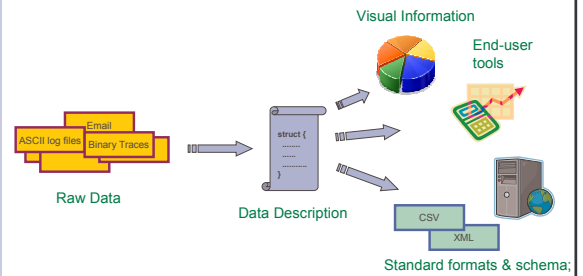 Visual Information
End-user
tools
Email
ASCII log files
Binary Traces
struct {
........
......
...........
}
Raw Data
Data Description
CSV
XML
Standard formats & schema;